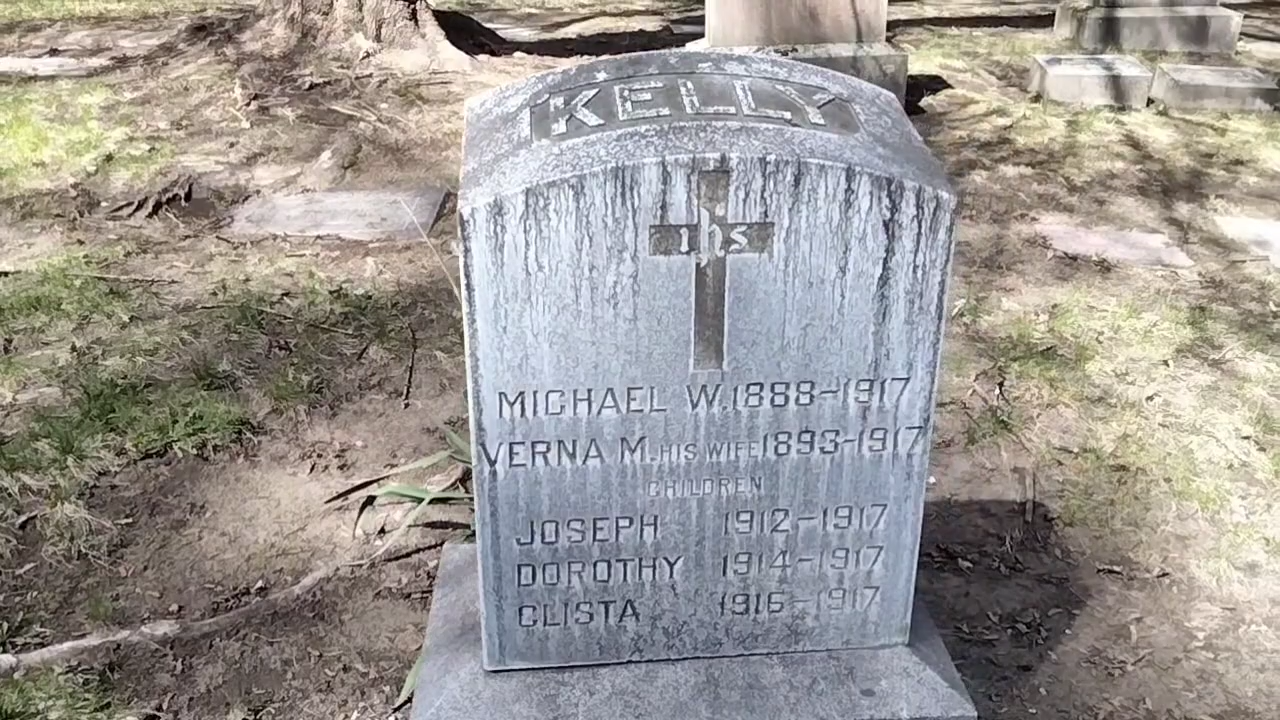 KELLY
ihs
MICHAEL W. 1888-1917
VERNA M. HIS WIFE 1893-1917
CHILDREN
JOSEPH 1912-1917
DOROTHY 1914-1917
CLISTA 1916-1917